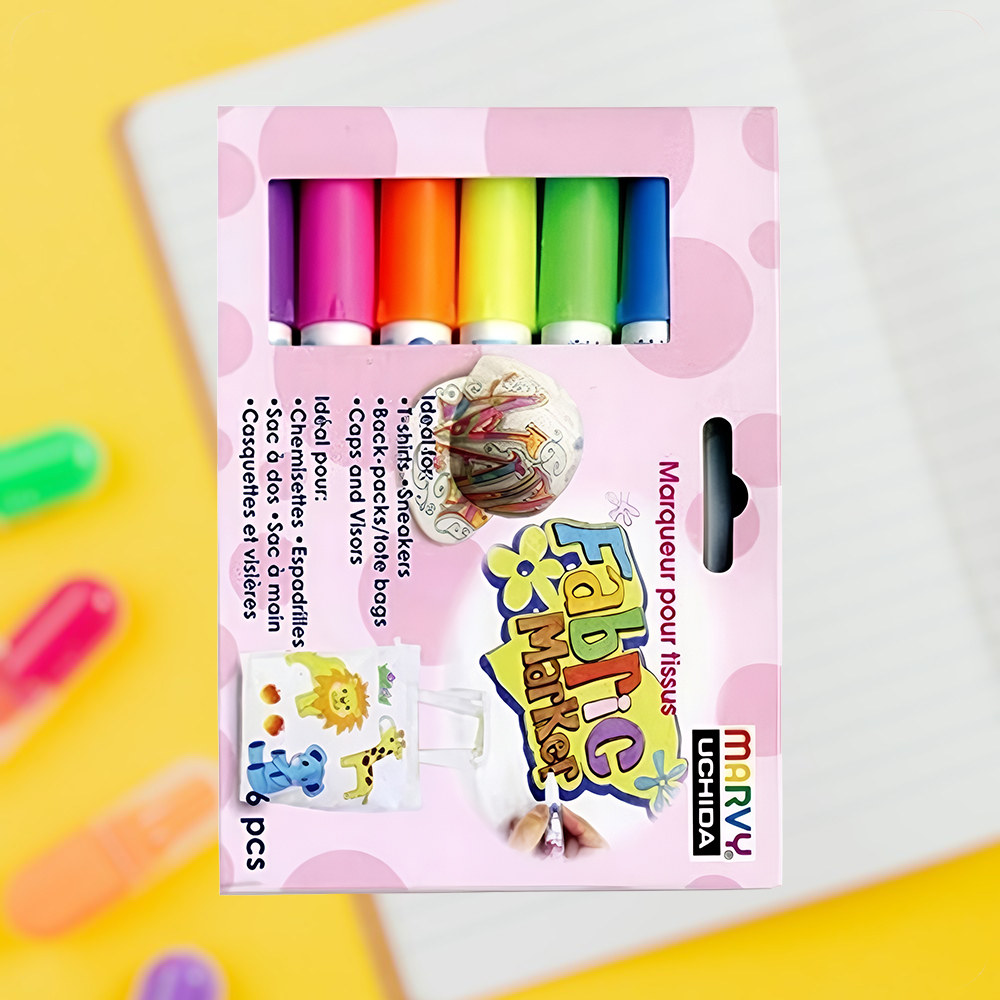 MARVY®
UCHIDA
Marqueur pour tissus
Fabric
Marker
Ideal for:
•T-shirts •Sneakers
•Back-packs/tote bags
•Caps and Visors
Idéal pour:
•Chemisettes •Espadrilles
•Sac à dos •Sac à main
•Casquettes et visières
6 pcs